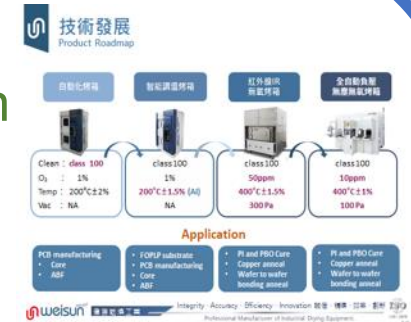 技術發展
Product Roadmap
自動化烤箱
智能調溫烤箱
紅外線IR
無氧烤箱
全自動負壓
無塵無氧烤箱
Clean : class 100
O₂ : 1%
Temp : 200°C±2%
Vac : NA
class100
1%
200°C±1.5% (AI)
NA
class100
50ppm
400°C±1.5%
300 Pa
class100
10ppm
400°C±1%
100 Pa
Application
PCB manufacturing
• Core
• ABF
• FOPLP substrate
• PCB manufacturing
• Core
• ABF
• PI and PBO Cure
• Copper anneal
• Wafer to wafer
bonding anneal
• PI and PBO Cure
• Copper anneal
• Wafer to wafer
bonding anneal
weisun
Integrity · Accuracy · Efficiency · Innovation
Professional Manufacturer of Industrial Drying Equipment